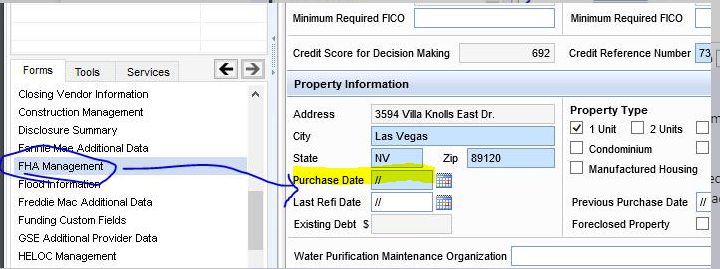 Minimum Required FICO
Minimum Required FICO
Credit Score for Decision Making 692 Credit Reference Number 73
Forms Tools Services
Closing Vendor Information
Construction Management
Disclosure Summary
Fannie Mae Additional Data
FHA Management
Flood Information
Freddie Mac Additional Data
Funding Custom Fields
GSE Additional Provider Data
HELOC Management
Property Information
Address 3594 Villa Knolls East Dr.
City Las Vegas
State NV Zip 89120
Purchase Date //
Last Refi Date //
Existing Debt $
Property Type
1 Unit 2 Units
Condominium
Manufactured Housing
Previous Purchase Date //
Foreclosed Property
Water Purification Maintenance Organization